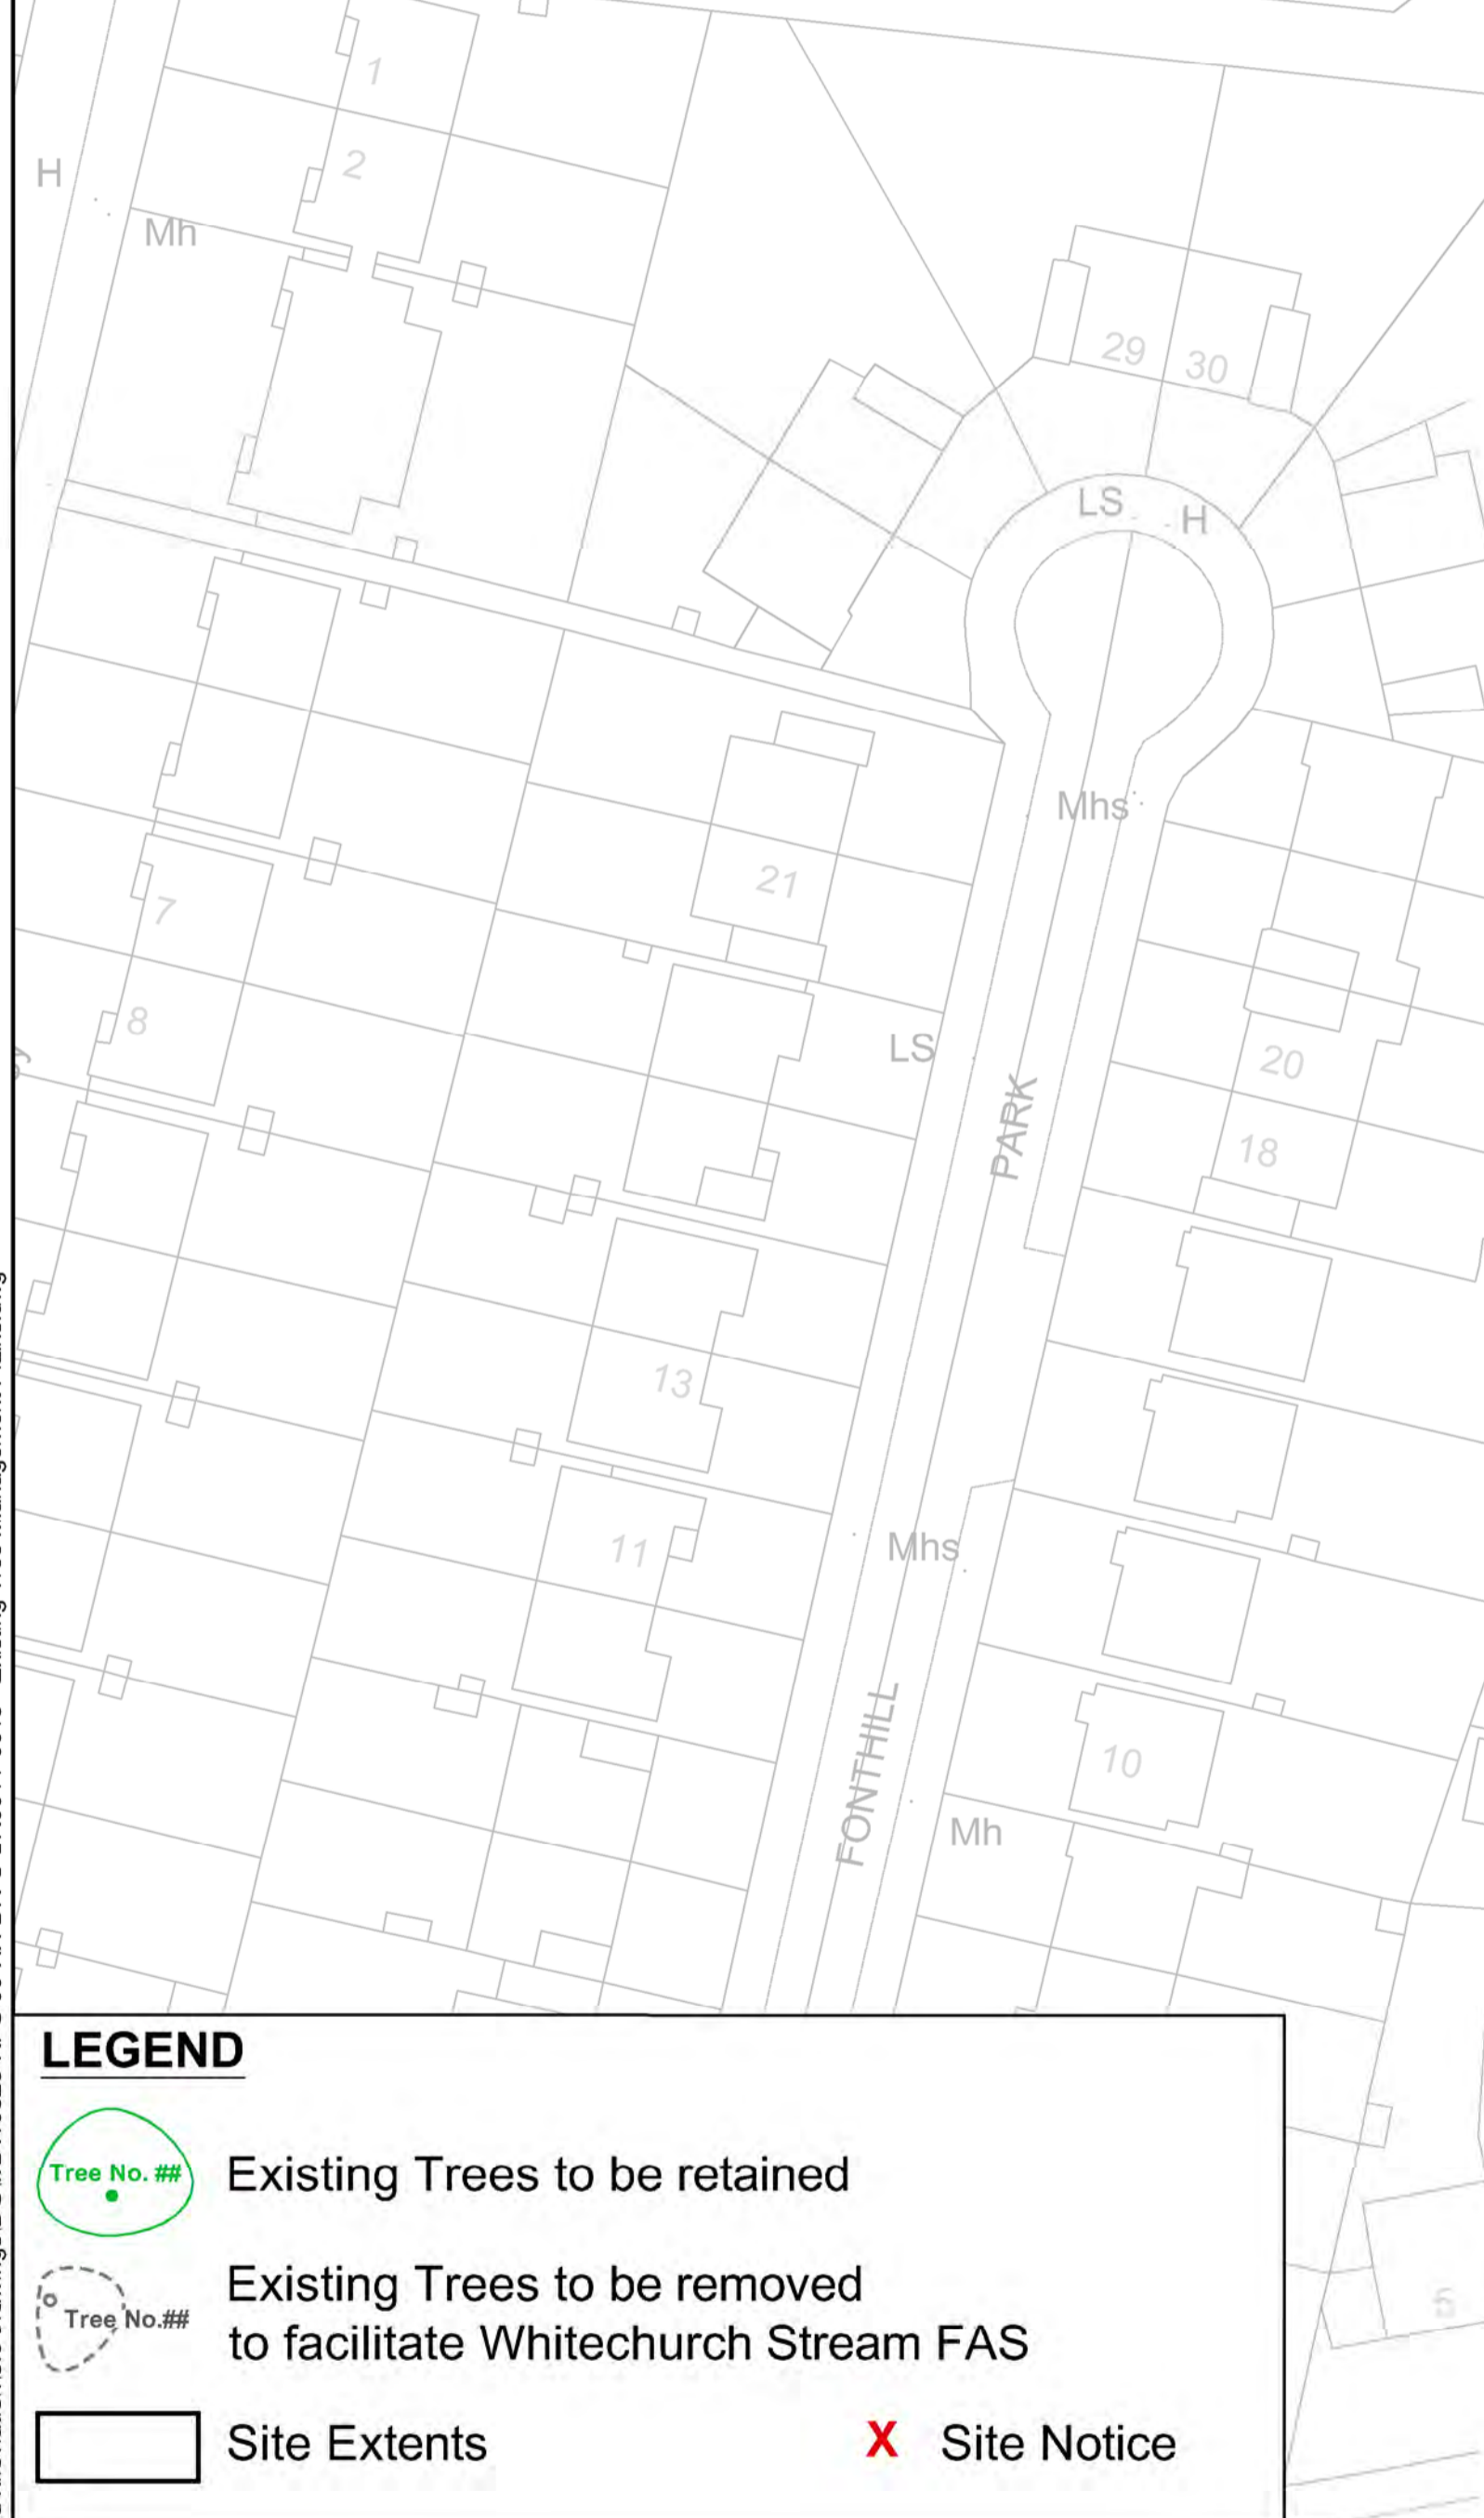 1
2
H
Mh
29
30
LS
H
Mhs
21
7
8
LS
20
PARK
18
13
11
Mhs
FONTHILL
10
Mh
LEGEND
Tree No. ##
Existing Trees to be retained
Existing Trees to be removed
Tree No.##
to facilitate Whitechurch Stream FAS
Site Extents
X Site Notice
5